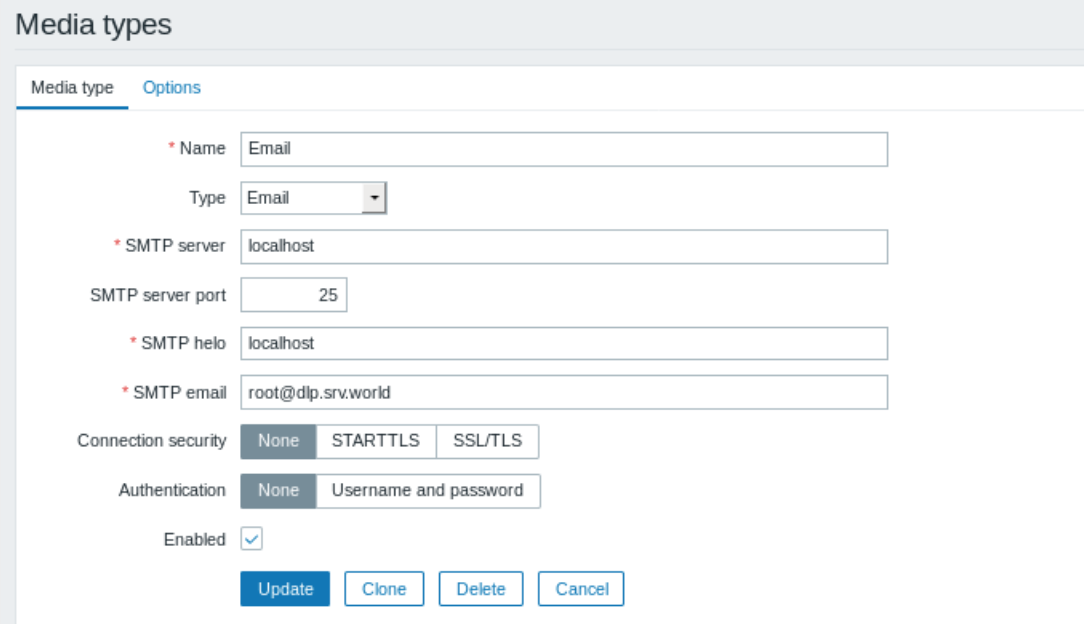 Media types
Media type Options
* Name Email
Type Email
* SMTP server localhost
SMTP server port 25
* SMTP helo localhost
* SMTP email root@dlp.srv.world
Connection security None STARTTLS SSL/TLS
Authentication None Username and password
Enabled
Update Clone Delete Cancel